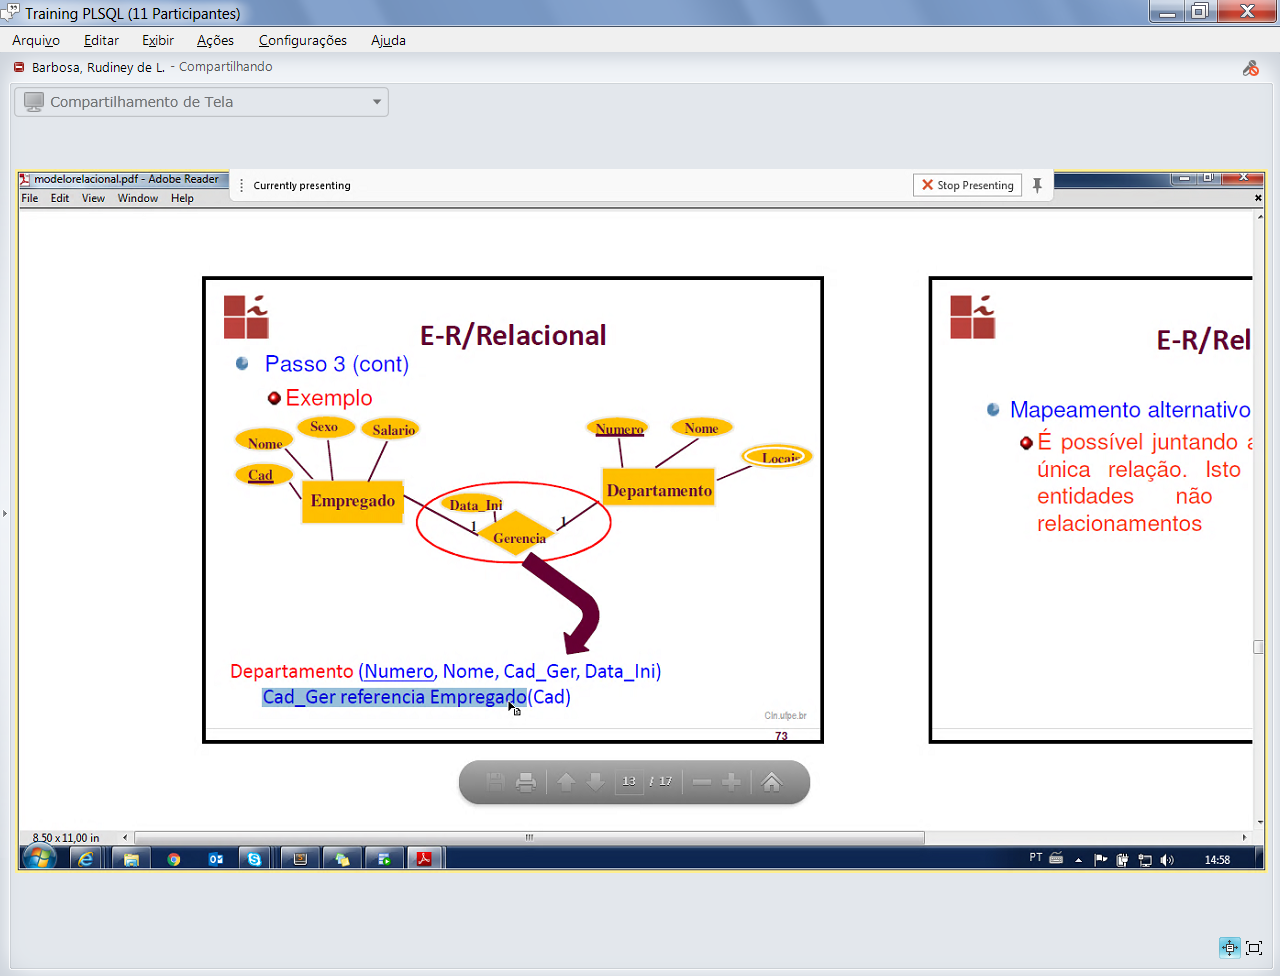 Training PLSQL (11 Participantes)
Arquivo Editar Exibir Ações Configurações Ajuda
Barbosa, Rudiney de L. - Compartilhando
Compartilhamento de Tela
modelorelacional.pdf - Adobe Reader
Currently presenting
Stop Presenting
File Edit View Window Help
E-R/Relacional
Passo 3 (cont)
Exemplo
Nome
Sexo
Salario
Cad
Empregado
Numero
Nome
Locais
Departamento
Data_Ini
1
1
Gerencia
Departamento (Numero, Nome, Cad_Ger, Data_Ini)
Cad_Ger referencia Empregado(Cad)
CIn.ufpe.br
73
E-R/Rel
Mapeamento alternativo
É possível juntando a
única relação. Isto
entidades não
relacionamentos
13 / 17
8,50 x 11,00 in
PT
14:58